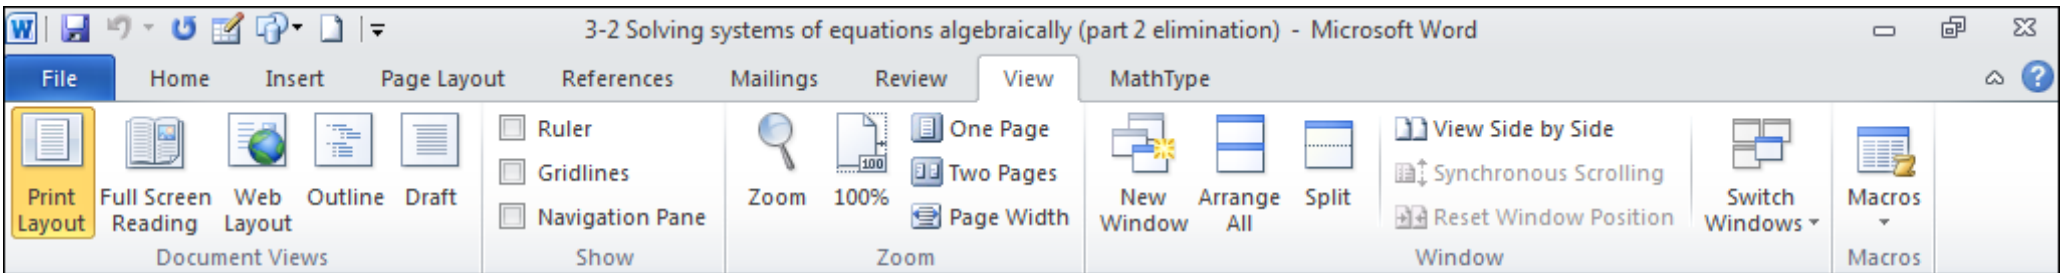 W 3-2 Solving systems of equations algebraically (part 2 elimination) - Microsoft Word
File Home Insert Page Layout References Mailings Review View MathType ?
Print Layout
Full Screen Reading
Web Layout
Outline
Draft
Document Views
Ruler
Gridlines
Navigation Pane
Show
Zoom
100
100%
One Page
Two Pages
Page Width
Zoom
New Window
Arrange All
Split
View Side by Side
Synchronous Scrolling
Reset Window Position
Switch Windows
Window
Macros
Macros